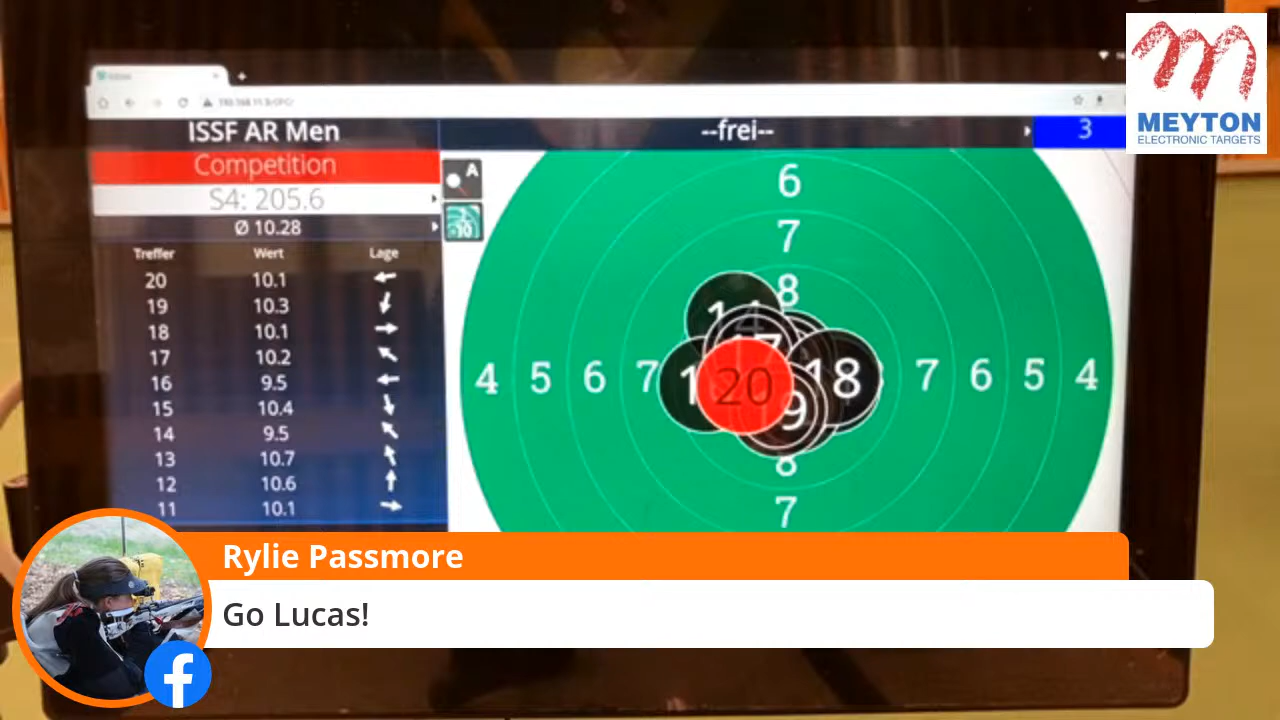 MEYTON
ELECTRONIC TARGETS
ISSF AR Men
--frei--
3
Competition
S4: 205.6
Ø 10.28
Treffer Wert Lage
20 10.1
19 10.3
18 10.1
17 10.2
16 9.5
15 10.4
14 9.5
13 10.7
12 10.6
11 10.1
A
10
6
7
8
4 5 6 7
20
18
7 6 5 4
8
7
Rylie Passmore
Go Lucas!